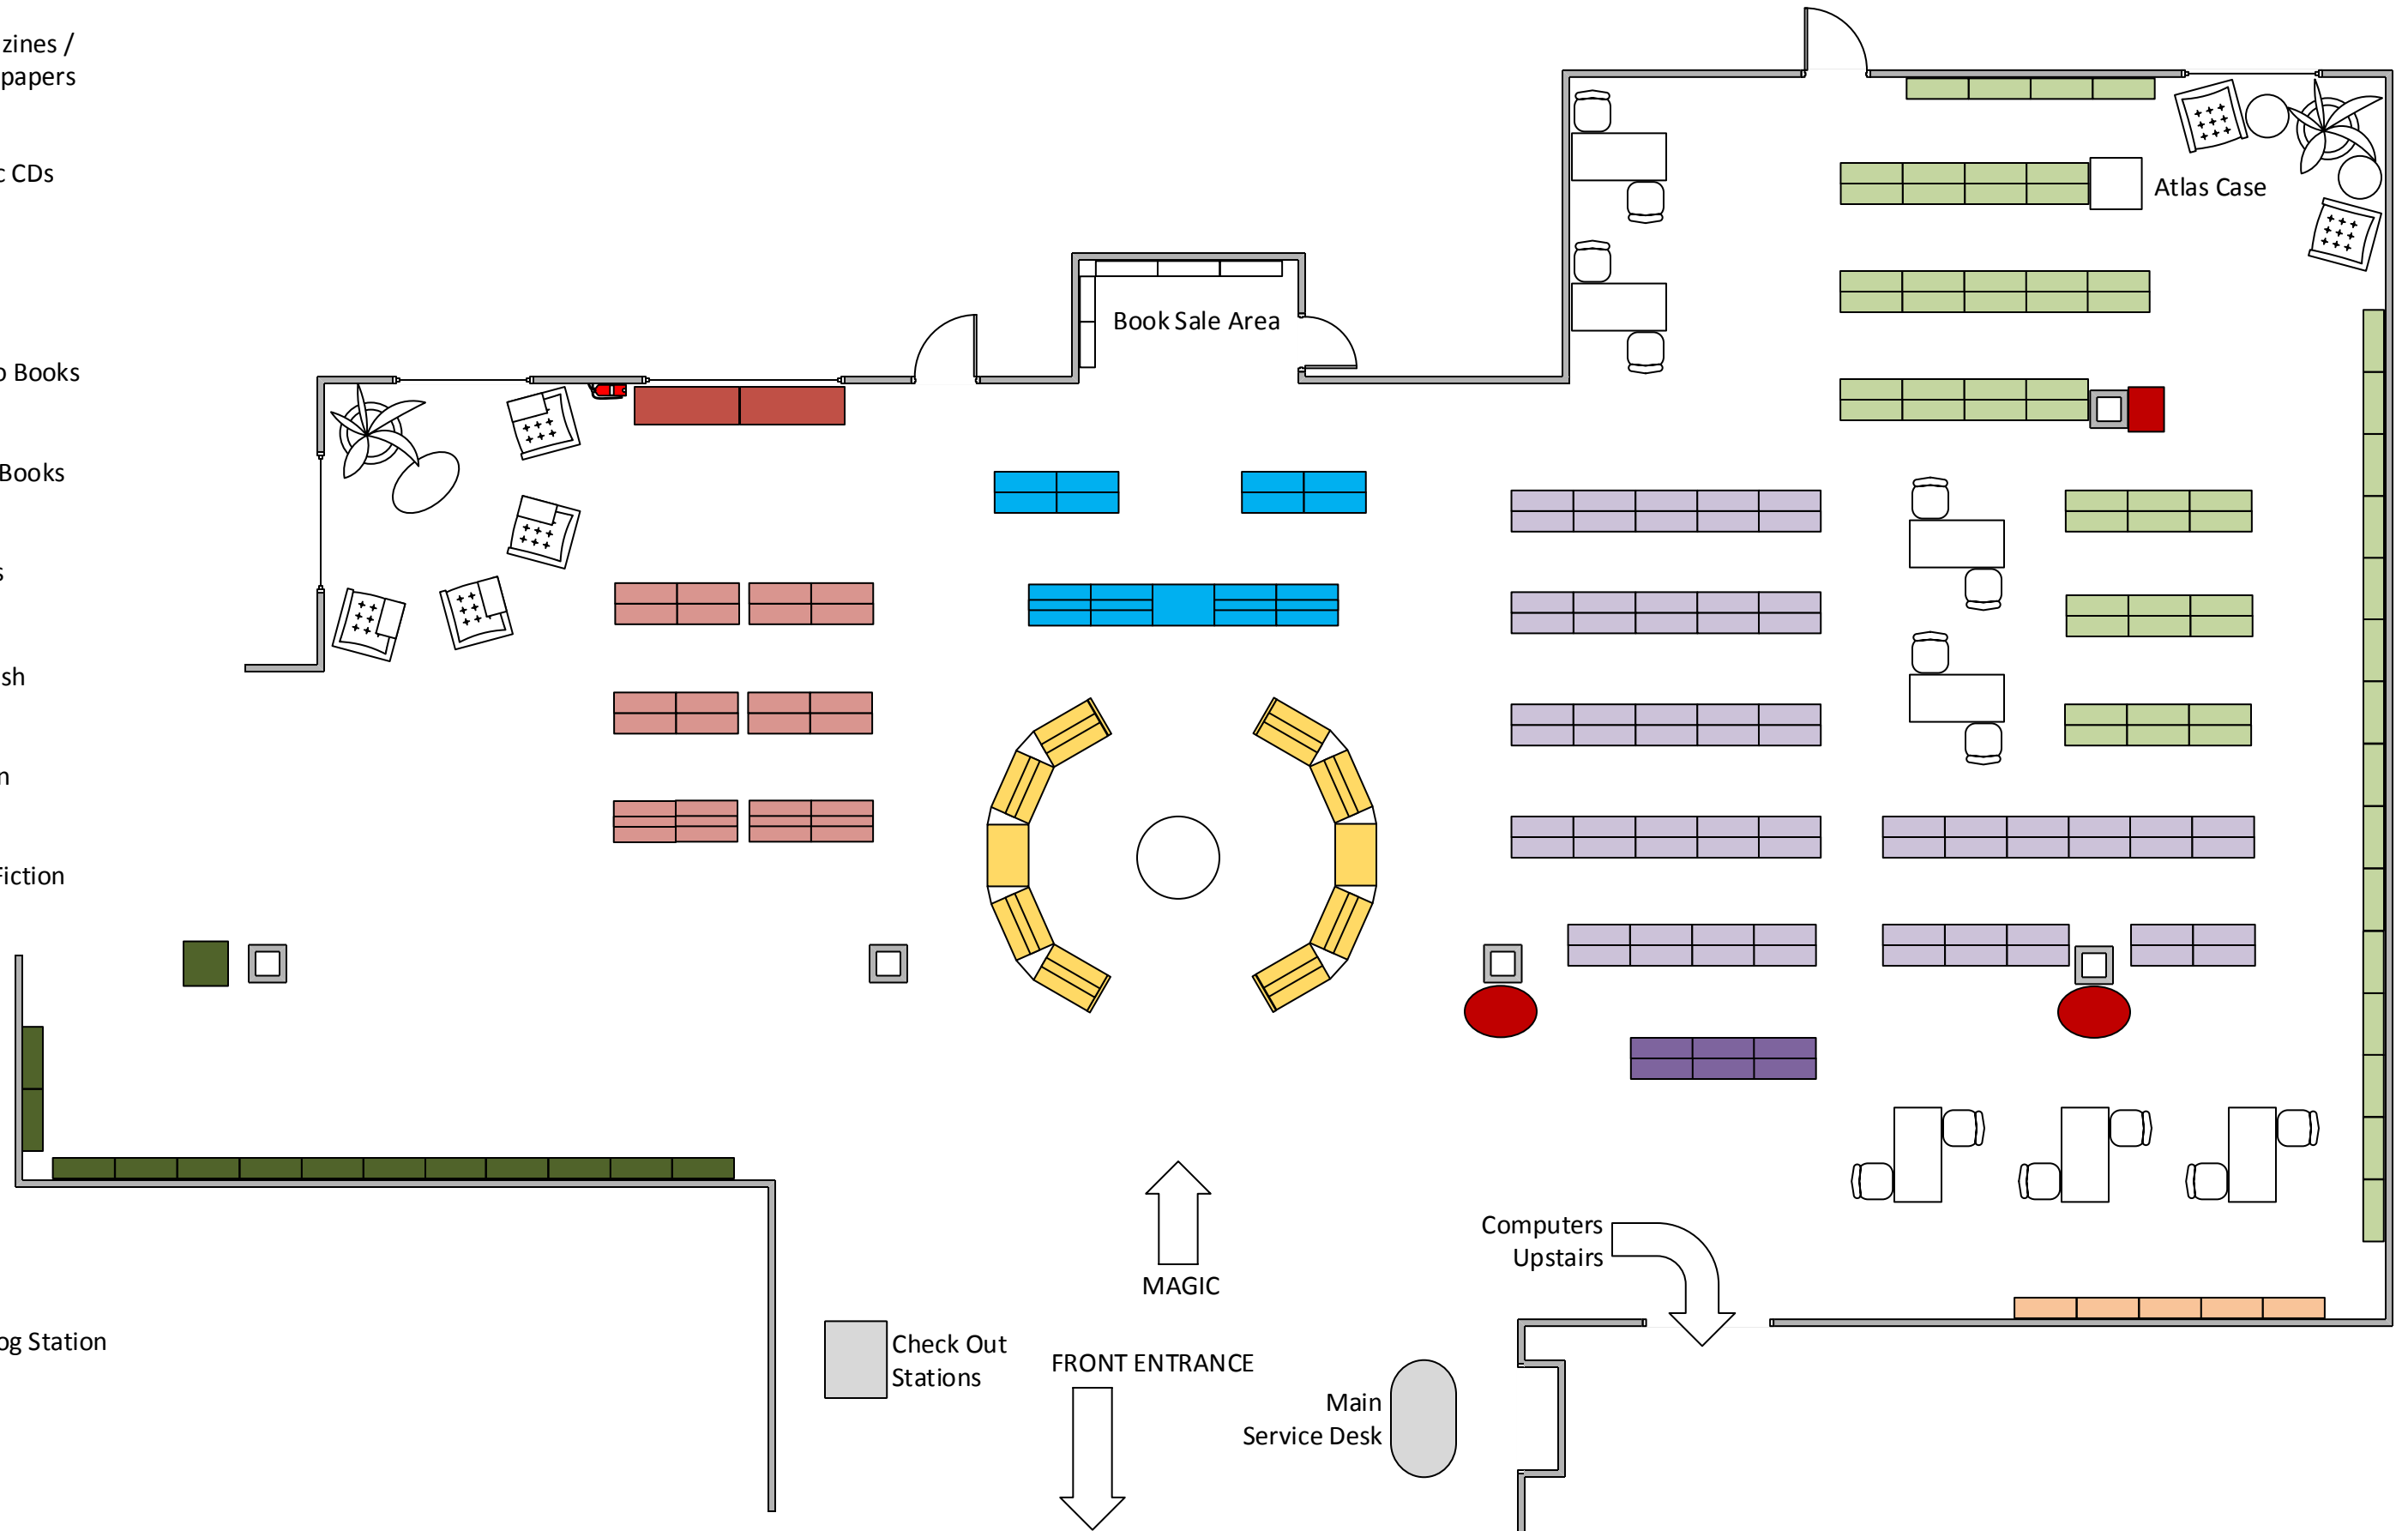 zines /
papers
c CDs
o Books
Books
s
sh
n
Fiction
og Station
Atlas Case
Book Sale Area
MAGIC
Computers
Upstairs
Check Out
Stations
FRONT ENTRANCE
Main
Service Desk